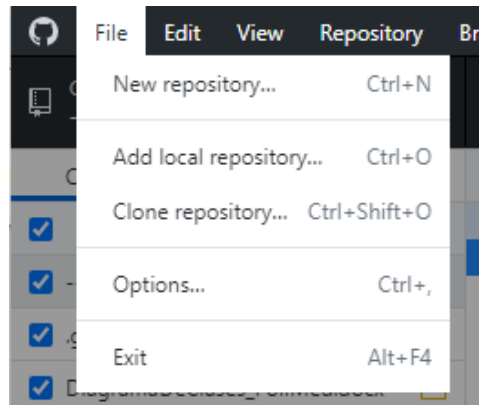 File Edit View Repository Br
New repository... Ctrl+N
Add local repository... Ctrl+O
Clone repository... Ctrl+Shift+O
Options... Ctrl+,
Exit Alt+F4